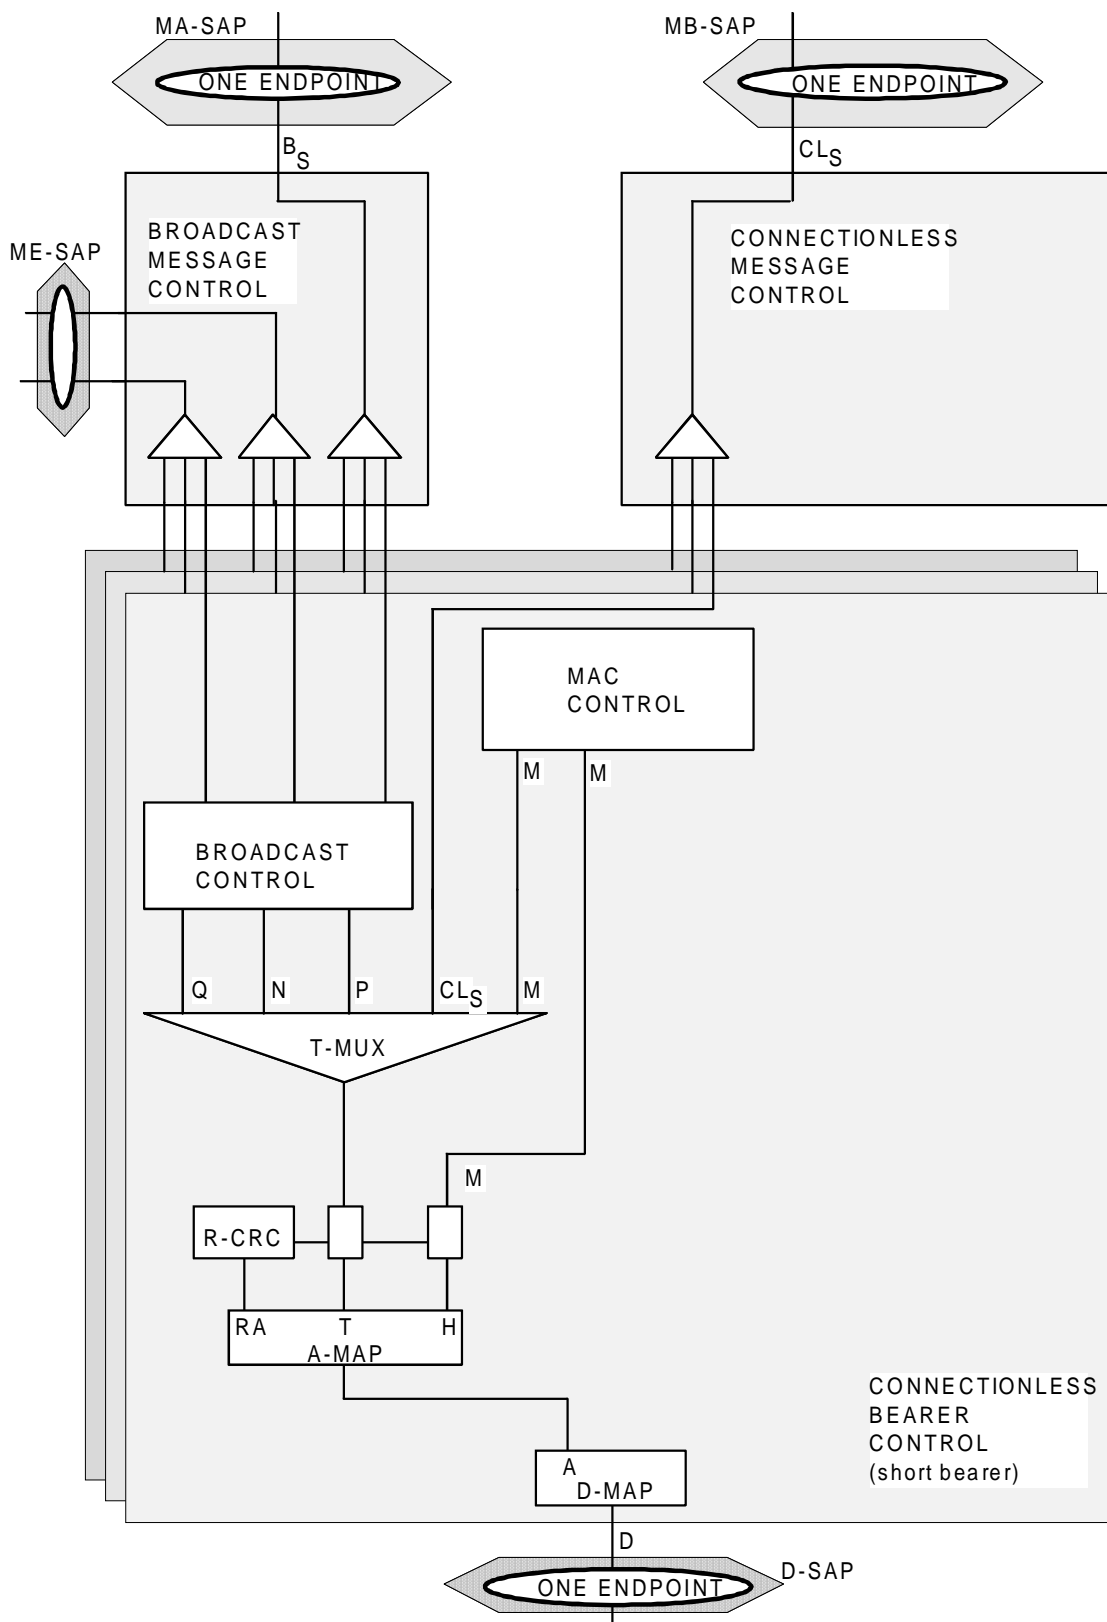 MA-SAP
MB-SAP
ONE ENDPOINT
ONE ENDPOINT
BS
CLS
ME-SAP
BROADCAST
MESSAGE
CONTROL
CONNECTIONLESS
MESSAGE
CONTROL
MAC
CONTROL
M
M
BROADCAST
CONTROL
Q
N
P
CLS
M
T-MUX
M
R-CRC
RA
T
H
A-MAP
CONNECTIONLESS
BEARER
CONTROL
(short bearer)
A
D-MAP
D
D-SAP
ONE ENDPOINT